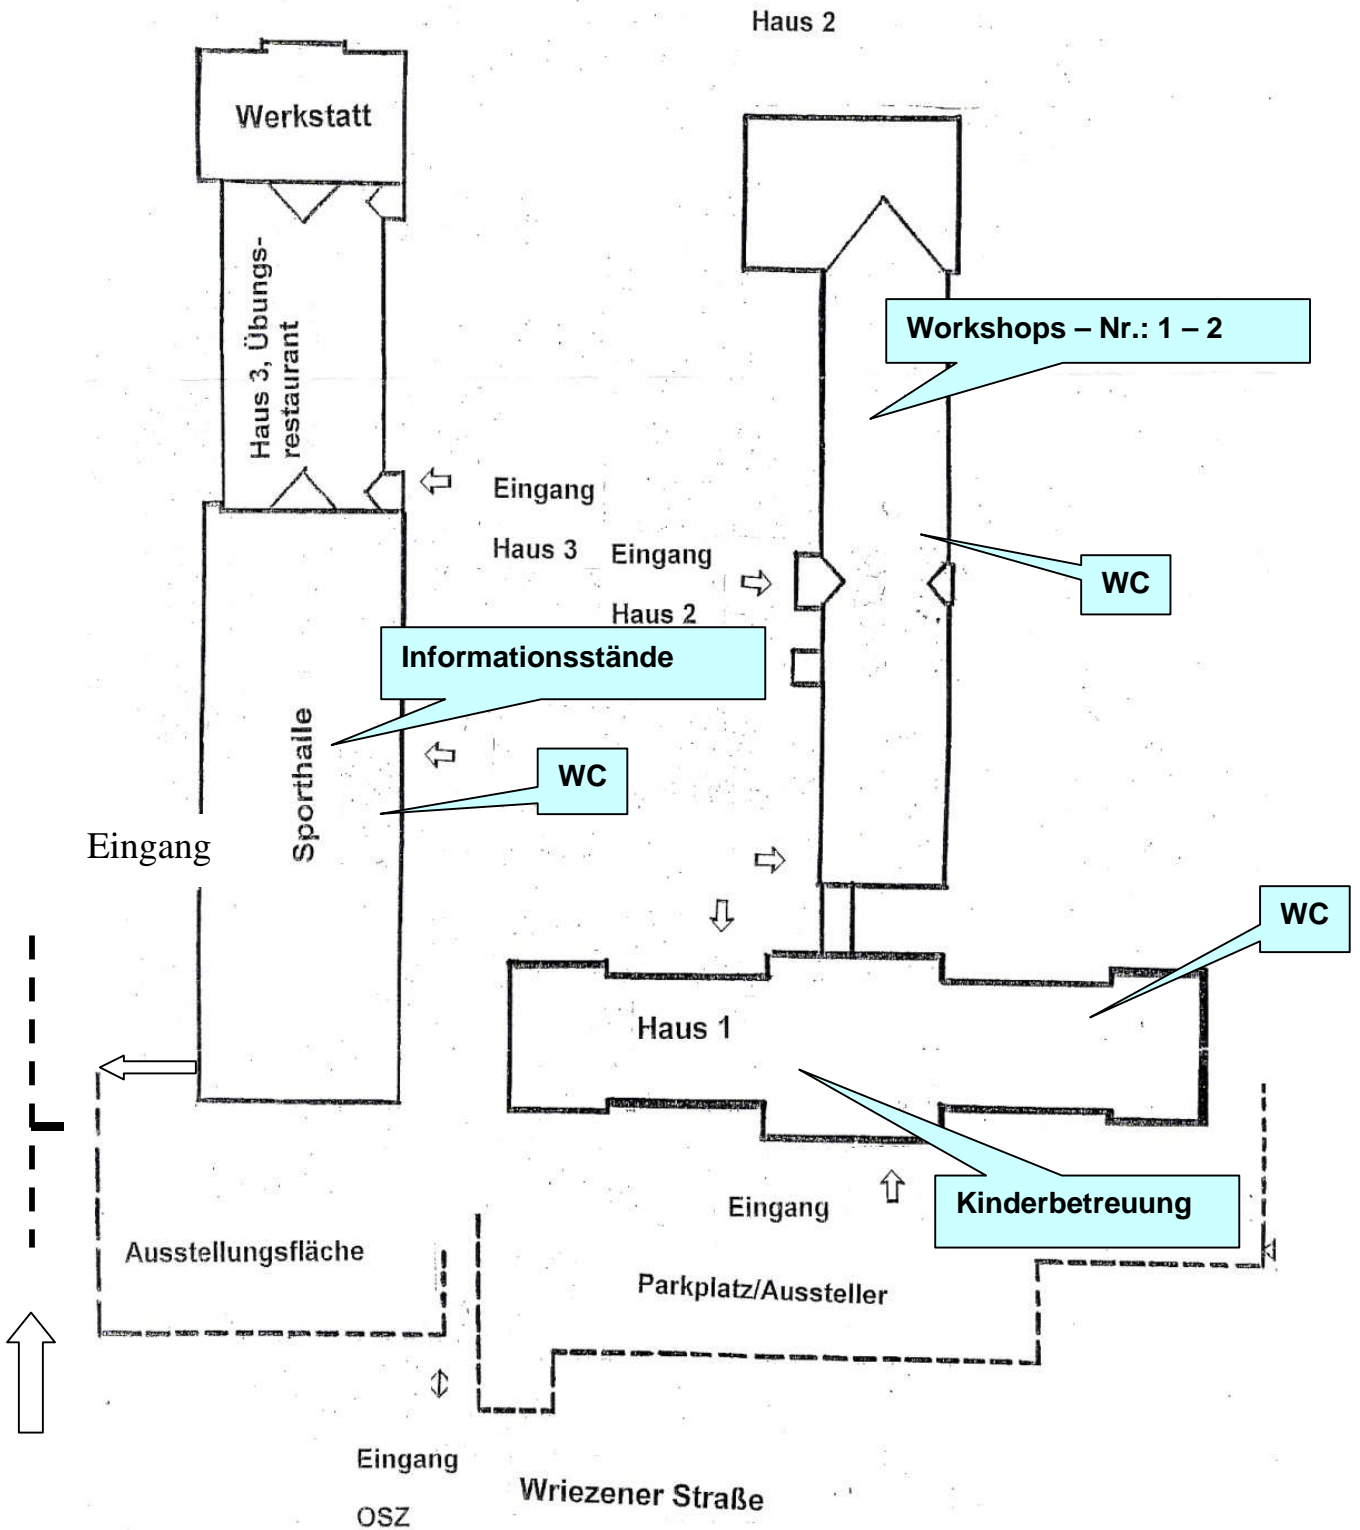 Haus 2
Werkstatt
Haus 3, Übungs-
restaurant
Workshops – Nr.: 1 – 2
Eingang
Haus 3
Eingang
Haus 2
WC
Informationsstände
Sporthalle
WC
Eingang
WC
Haus 1
Kinderbetreuung
Eingang
Ausstellungsfläche
Parkplatz/Aussteller
Eingang
OSZ
Wriezener Straße